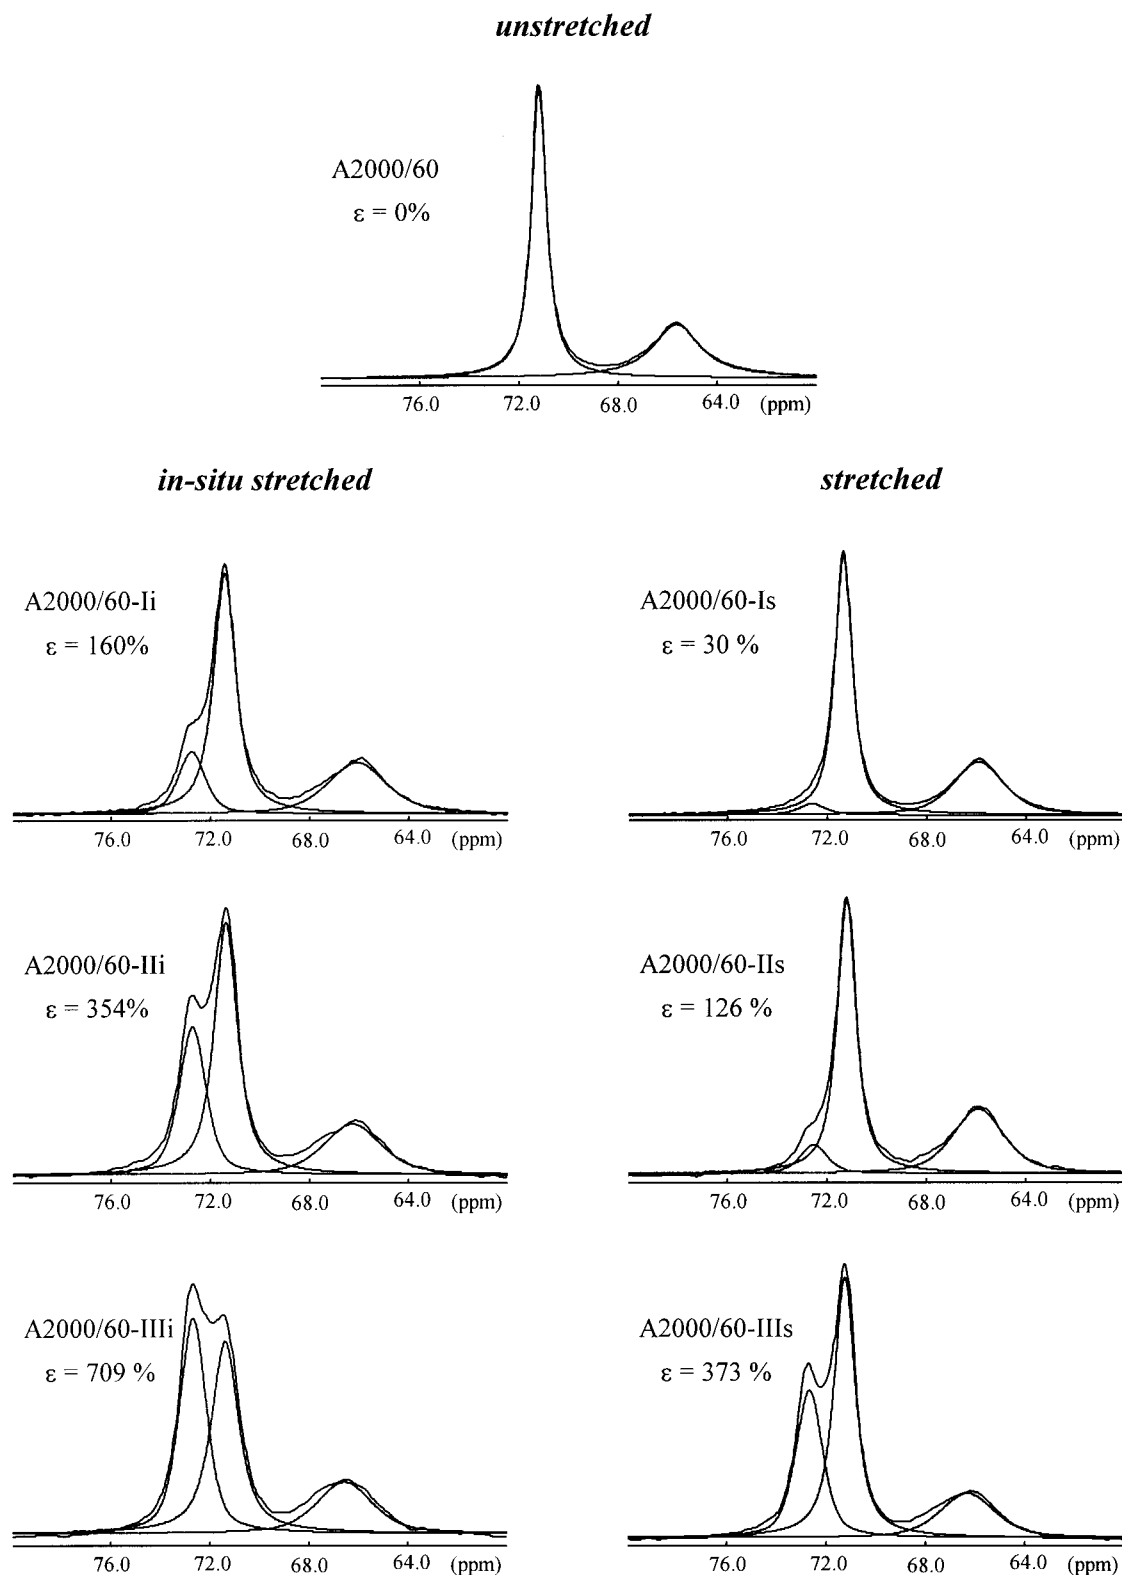 unstretched
A2000/60
ε = 0%
76.0 72.0 68.0 64.0 (ppm)
in-situ stretched
stretched
A2000/60-Ii
ε = 160%
76.0 72.0 68.0 64.0 (ppm)
A2000/60-Is
ε = 30 %
76.0 72.0 68.0 64.0 (ppm)
A2000/60-IIi
ε = 354%
76.0 72.0 68.0 64.0 (ppm)
A2000/60-IIs
ε = 126 %
76.0 72.0 68.0 64.0 (ppm)
A2000/60-IIIi
ε = 709 %
76.0 72.0 68.0 64.0 (ppm)
A2000/60-IIIs
ε = 373 %
76.0 72.0 68.0 64.0 (ppm)